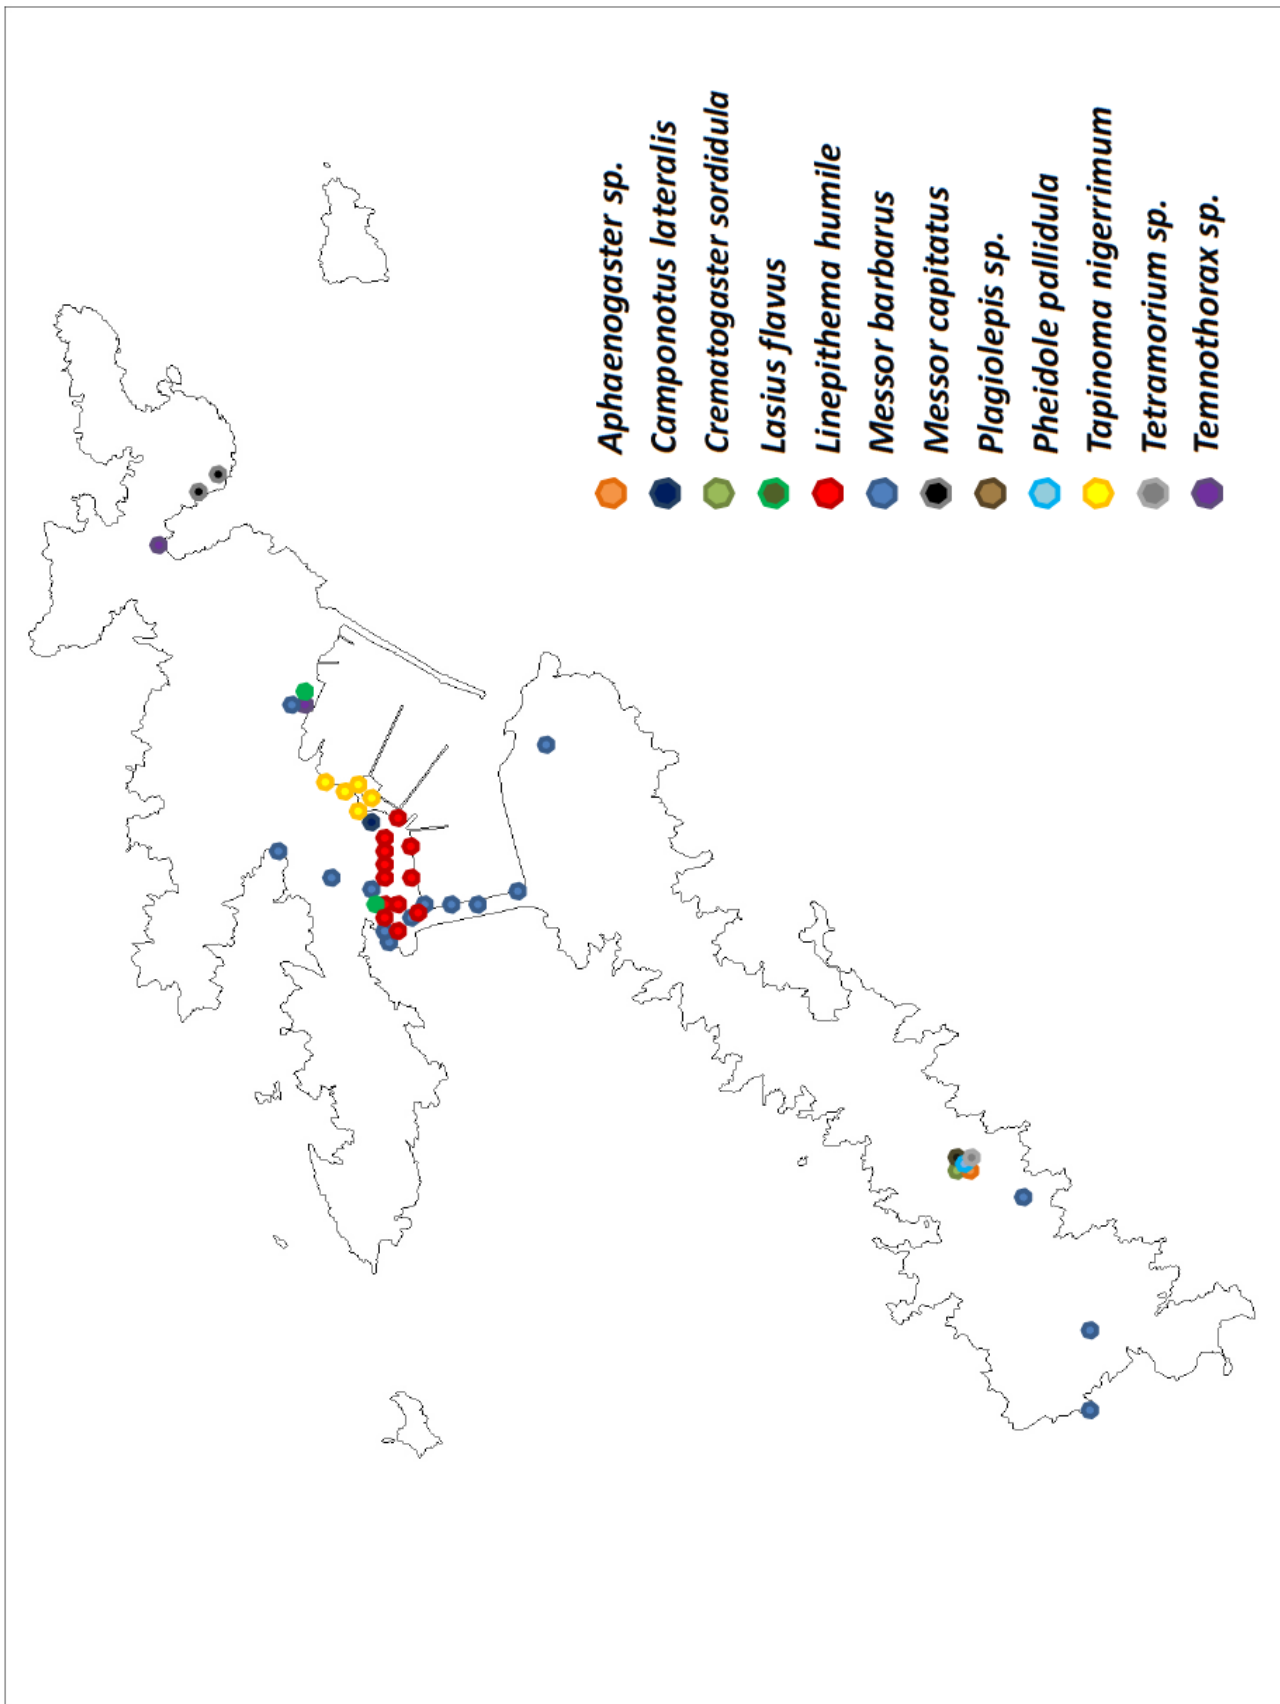 Aphaenogaster sp.
Camponotus lateralis
Crematogaster sordidula
Lasius flavus
Linepithema humile
Messor barbarus
Messor capitatus
Plagiolepis sp.
Pheidole pallidula
Tapinoma nigerrimum
Tetramorium sp.
Temnothorax sp.